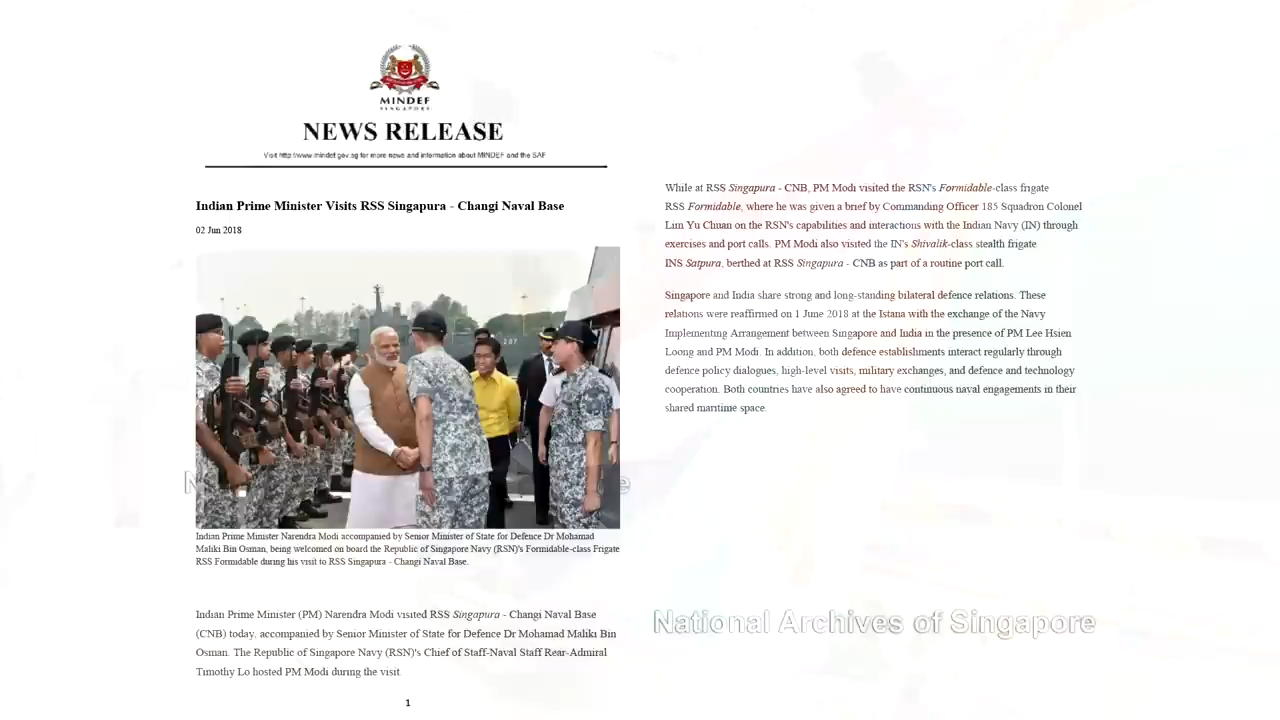 MINDEF
SINGAPORE
NEWS RELEASE
Visit http://www.mindef.gov.sg for more news and information about MINDEF and the SAF
Indian Prime Minister Visits RSS Singapura - Changi Naval Base
02 Jun 2018
207
Indian Prime Minister Narendra Modi accompanied by Senior Minister of State for Defence Dr Mohamad
Maliki Bin Osman, being welcomed on board the Republic of Singapore Navy (RSN)'s Formidable-class Frigate
RSS Formidable during his visit to RSS Singapura - Changi Naval Base.
Indian Prime Minister (PM) Narendra Modi visited RSS Singapura - Changi Naval Base
(CNB) today, accompanied by Senior Minister of State for Defence Dr Mohamad Maliki Bin
Osman. The Republic of Singapore Navy (RSN)'s Chief of Staff-Naval Staff Rear-Admiral
Timothy Lo hosted PM Modi during the visit.
1
While at RSS Singapura - CNB, PM Modi visited the RSN's Formidable-class frigate
RSS Formidable, where he was given a brief by Commanding Officer 185 Squadron Colonel
Lim Yu Chuan on the RSN's capabilities and interactions with the Indian Navy (IN) through
exercises and port calls. PM Modi also visited the IN's Shivalik-class stealth frigate
INS Satpura, berthed at RSS Singapura - CNB as part of a routine port call.
Singapore and India share strong and long-standing bilateral defence relations. These
relations were reaffirmed on 1 June 2018 at the Istana with the exchange of the Navy
Implementing Arrangement between Singapore and India in the presence of PM Lee Hsien
Loong and PM Modi. In addition, both defence establishments interact regularly through
defence policy dialogues, high-level visits, military exchanges, and defence and technology
cooperation. Both countries have also agreed to have continuous naval engagements in their
shared maritime space.
National Archives of Singapore